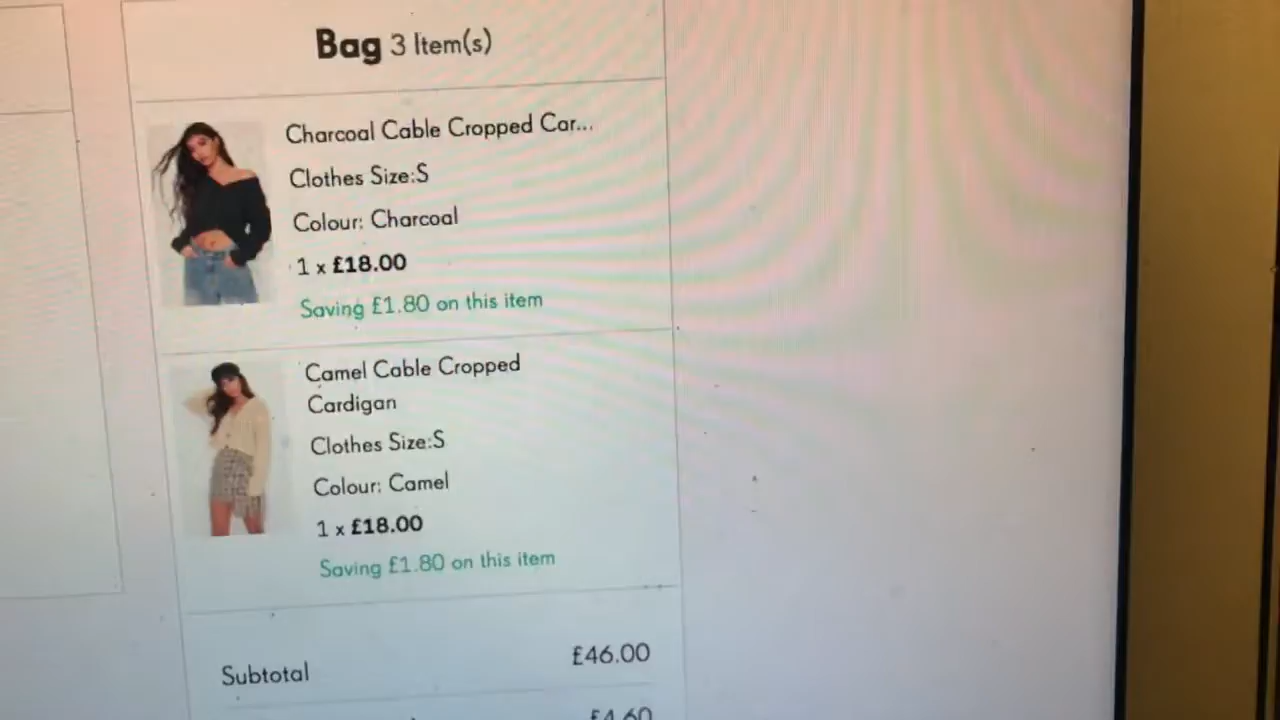 Bag 3 Item(s)
Charcoal Cable Cropped Car...
Clothes Size:S
Colour: Charcoal
1 x £18.00
Saving £1.80 on this item
Camel Cable Cropped
Cardigan
Clothes Size:S
Colour: Camel
1 x £18.00
Saving £1.80 on this item
Subtotal £46.00
£4.60